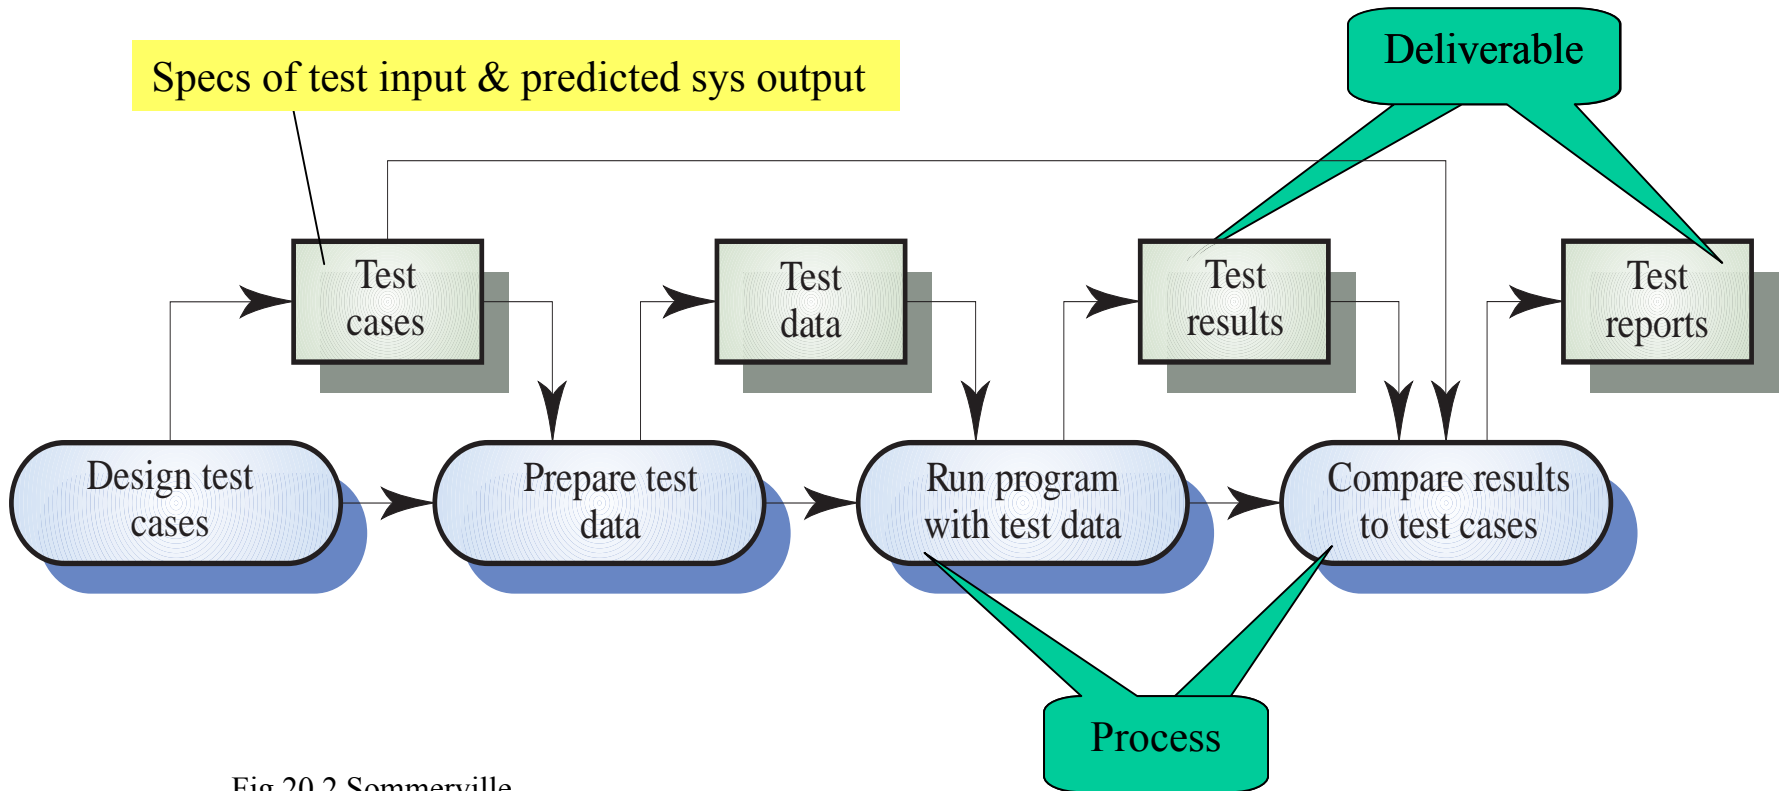 Deliverable
Specs of test input & predicted sys output
Test
cases
Test
data
Test
results
Test
reports
Design test
cases
Prepare test
data
Run program
with test data
Compare results
to test cases
Process
Fig 20.2 Sommerville